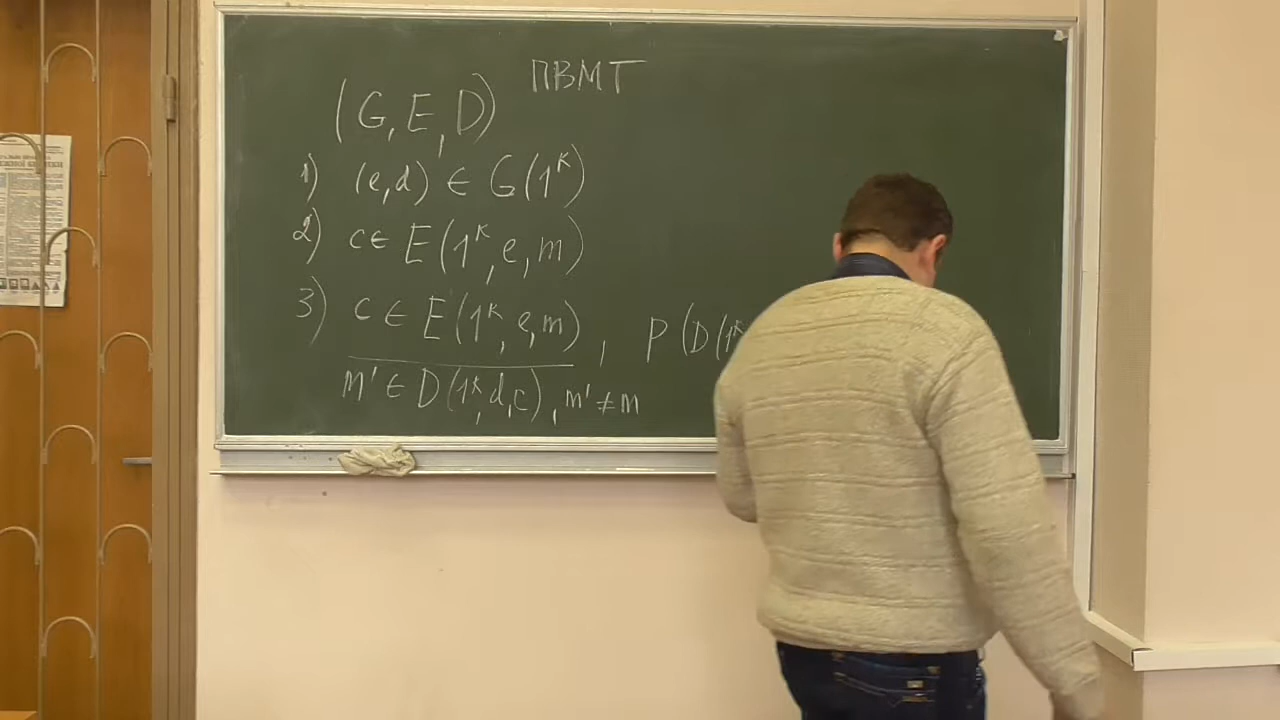 ПВМТ
(G, E, D)
1) (e, d) ∈ G(1^K)
2) c ∈ E(1^K, e, m)
3) c ∈ E(1^K, e, m), P(D(1^K
m' ∈ D(1^K, d, c), m' ≠ m